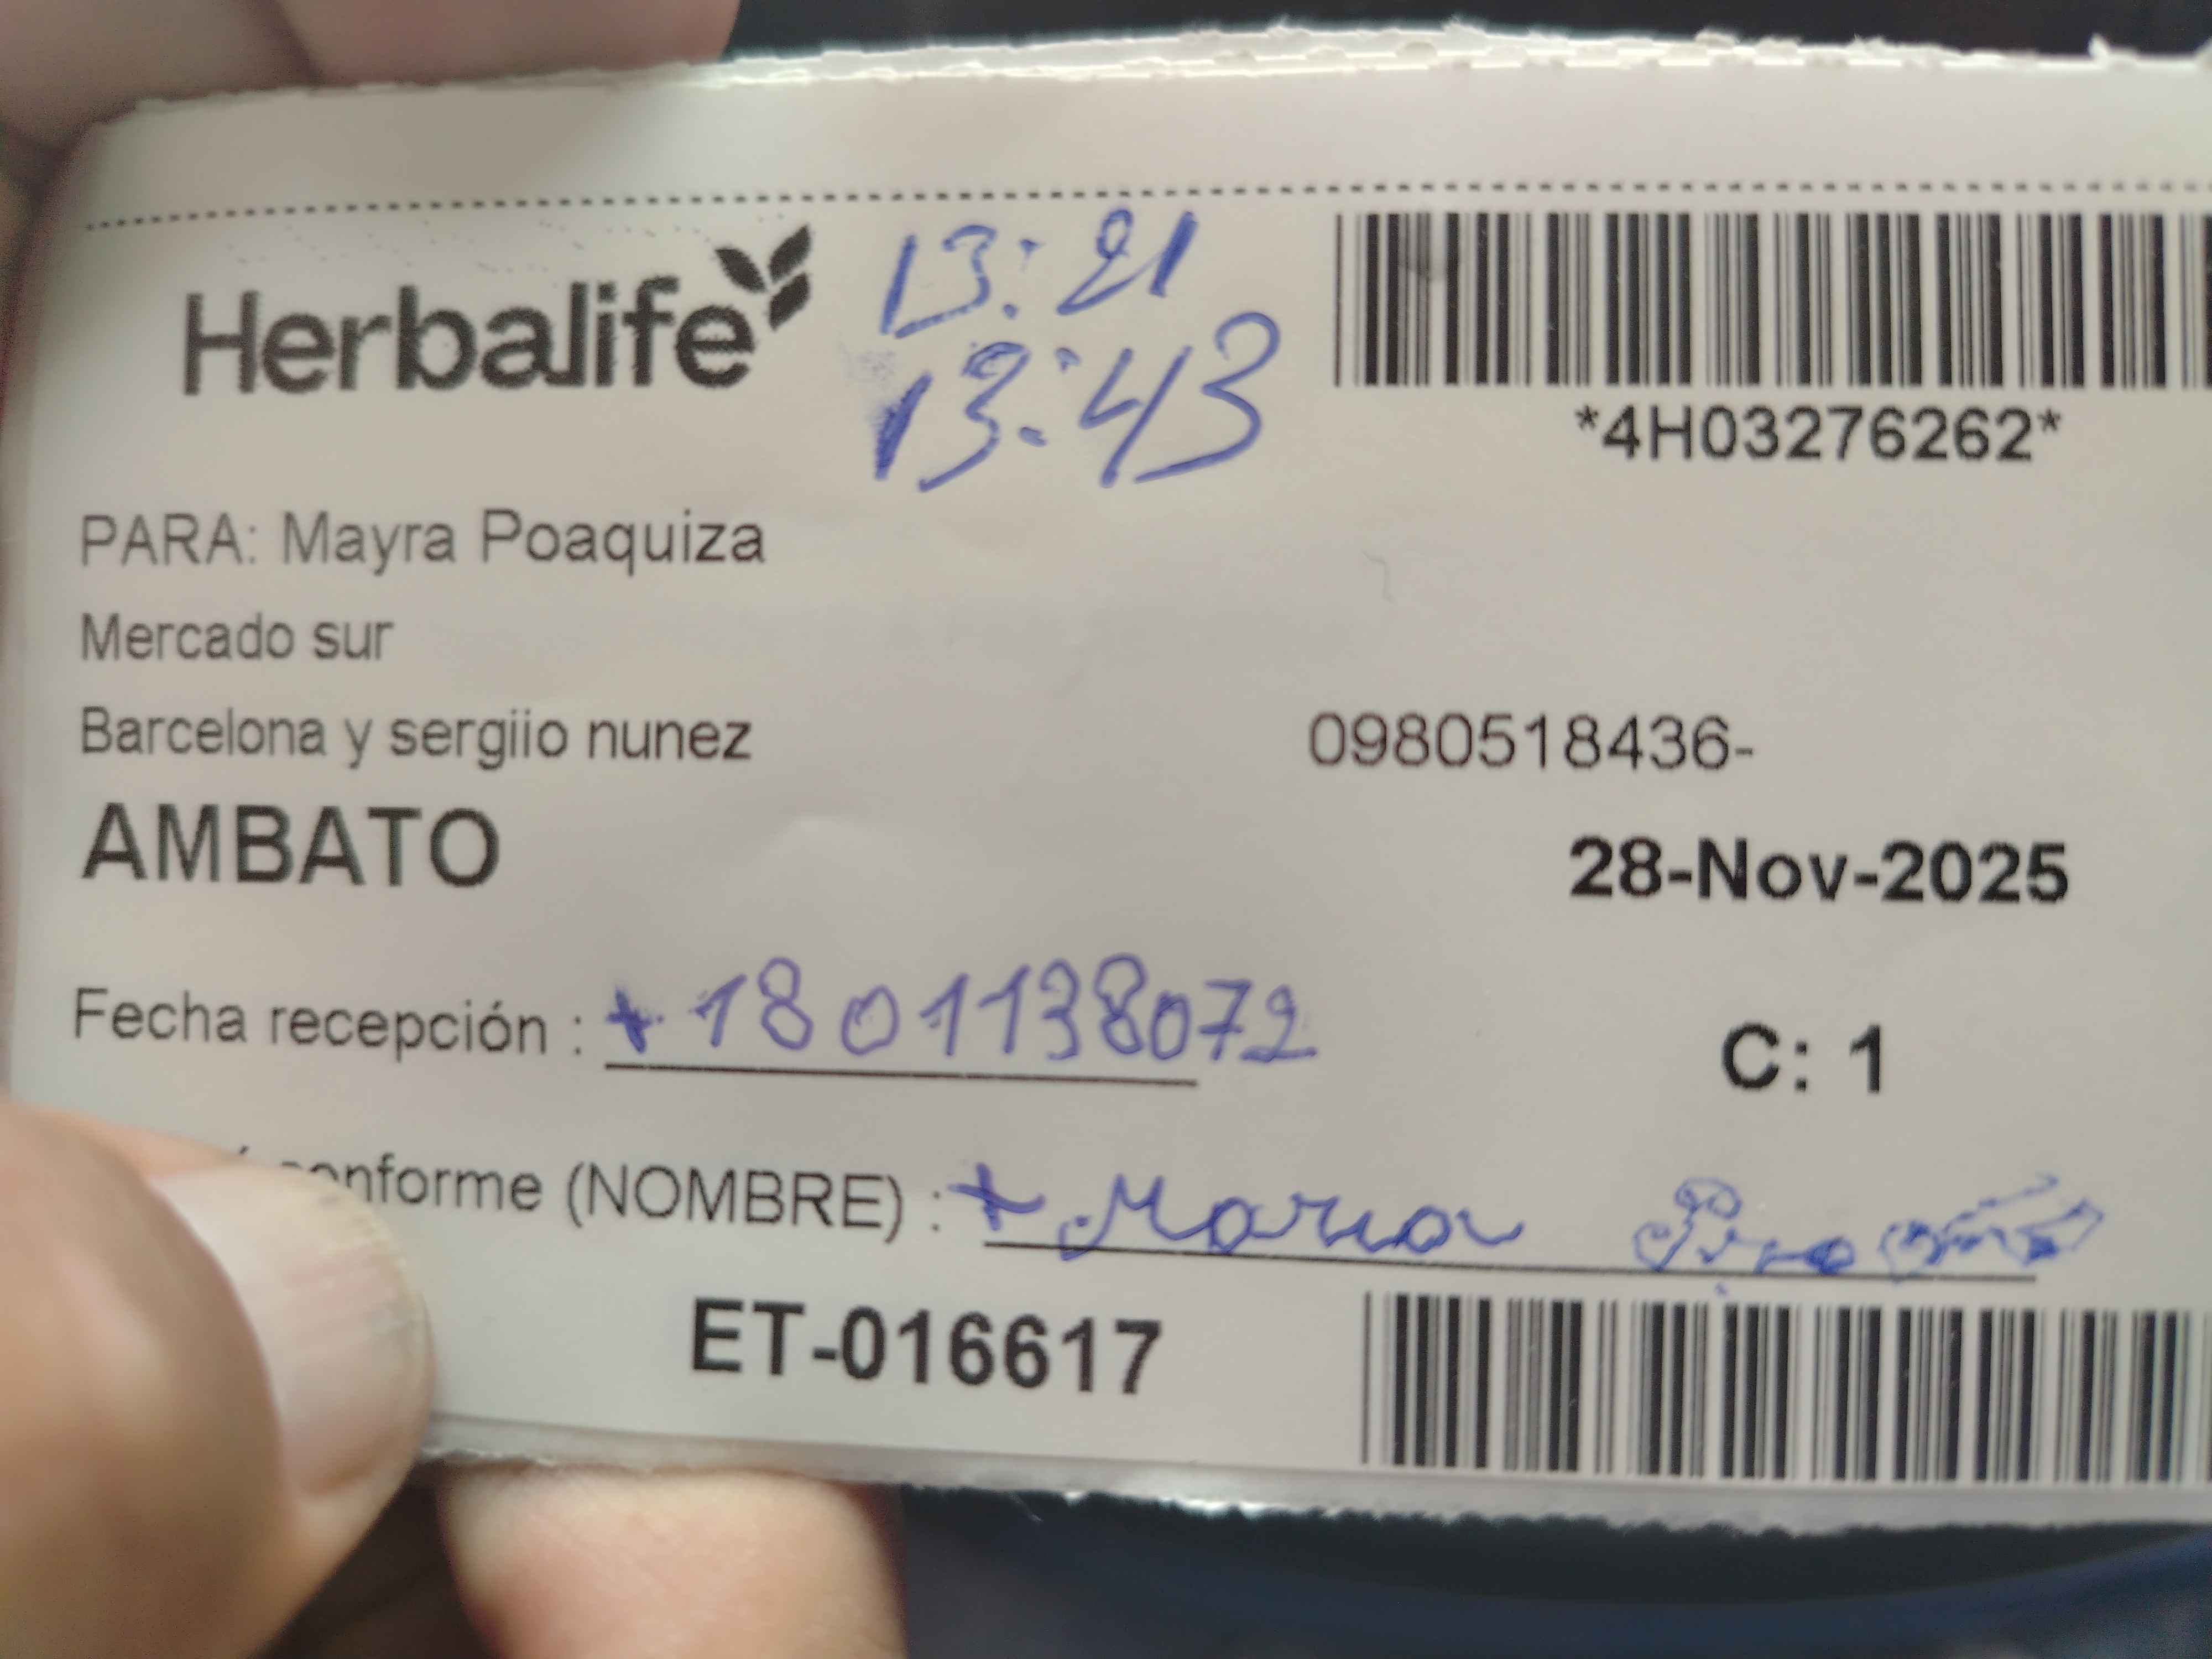 Herbalife
13:21
13:43
*4H03276262*
PARA: Mayra Poaquiza
Mercado sur
Barcelona y sergiio nunez
0980518436-
AMBATO
28-Nov-2025
Fecha recepción : + 1801138072
C: 1
conforme (NOMBRE) : + Maria
ET-016617